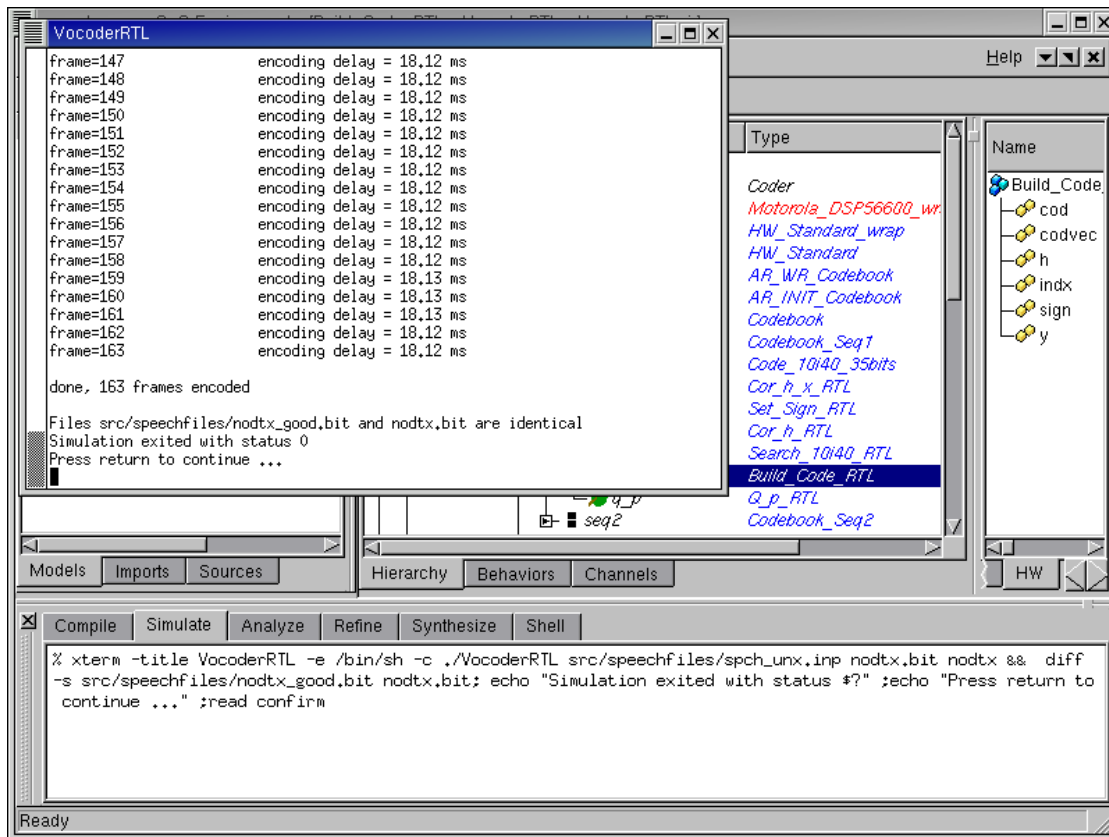 VocoderRTL
frame=147 encoding delay = 18.12 ms
frame=148 encoding delay = 18.12 ms
frame=149 encoding delay = 18.12 ms
frame=150 encoding delay = 18.12 ms
frame=151 encoding delay = 18.12 ms
frame=152 encoding delay = 18.12 ms
frame=153 encoding delay = 18.12 ms
frame=154 encoding delay = 18.12 ms
frame=155 encoding delay = 18.12 ms
frame=156 encoding delay = 18.12 ms
frame=157 encoding delay = 18.12 ms
frame=158 encoding delay = 18.12 ms
frame=159 encoding delay = 18.13 ms
frame=160 encoding delay = 18.13 ms
frame=161 encoding delay = 18.13 ms
frame=162 encoding delay = 18.12 ms
frame=163 encoding delay = 18.12 ms
done, 163 frames encoded
Files src/speechfiles/nodtx_good.bit and nodtx.bit are identical
Simulation exited with status 0
Press return to continue ...
Help
Type
Coder
Motorola_DSP56600_wr
HW_Standard_wrap
HW_Standard
AR_WR_Codebook
AR_INIT_Codebook
Codebook
Codebook_Seq1
Code_10i40_35bits
Cor_h_x_RTL
Set_Sign_RTL
Cor_h_RTL
Search_10i40_RTL
Build_Code_RTL
q_p Q_p_RTL
seq2 Codebook_Seq2
Name
Build_Code_
cod
codvec
h
indx
sign
y
Models Imports Sources
Hierarchy Behaviors Channels
HW
Compile Simulate Analyze Refine Synthesize Shell
% xterm -title VocoderRTL -e /bin/sh -c ./VocoderRTL src/speechfiles/spch_unx.inp nodtx.bit nodtx && diff
-s src/speechfiles/nodtx_good.bit nodtx.bit; echo "Simulation exited with status $?" ;echo "Press return to
continue ..." ;read confirm
Ready